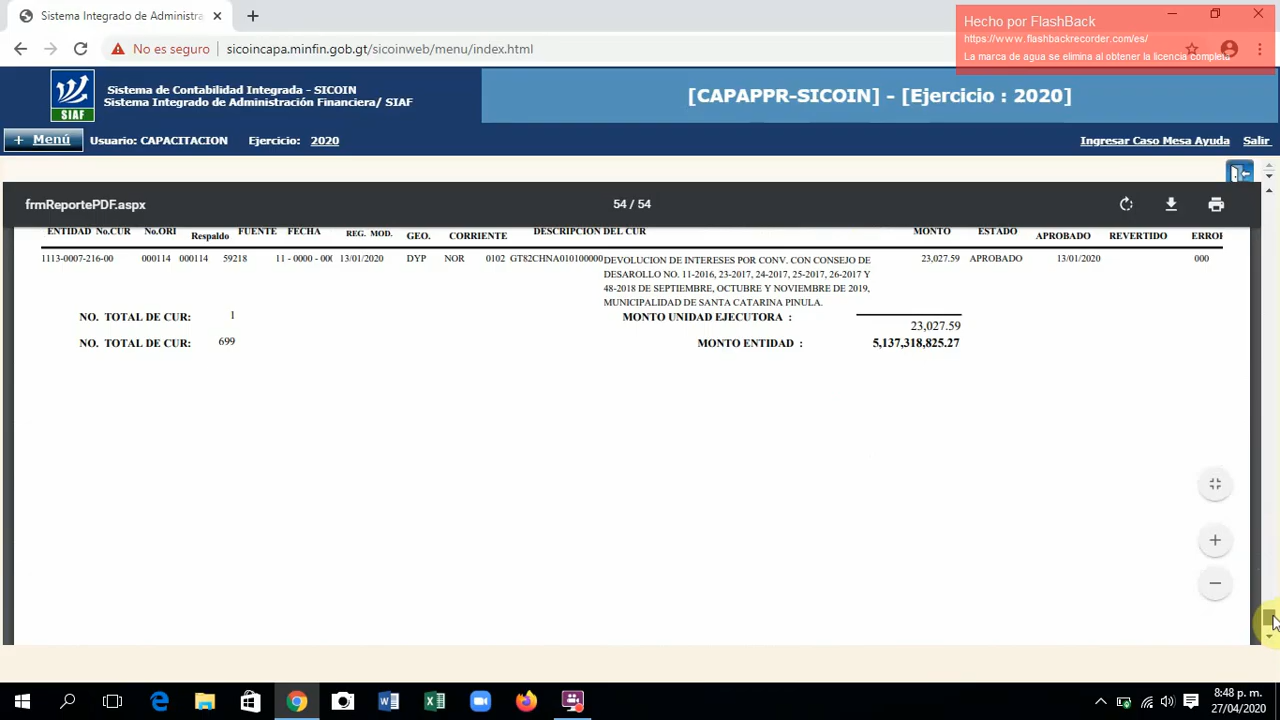 Sistema Integrado de Administra
Hecho por FlashBack
https://www.flashbackrecorder.com/es/
La marca de agua se elimina al obtener la licencia completa
No es seguro
sicoincapa.minfin.gob.gt/sicoinweb/menu/index.html
SIAF
Sistema de Contabilidad Integrada - SICOIN
Sistema Integrado de Administración Financiera/ SIAF
[CAPAPPR-SICOIN] - [Ejercicio : 2020]
+ Menú Usuario: CAPACITACION Ejercicio: 2020 Ingresar Caso Mesa Ayuda Salir
frmReportePDF.aspx 54 / 54
ENTIDAD No.CUR No.ORI Respaldo FUENTE FECHA REG. MOD. GEO. CORRIENTE DESCRIPCION DEL CUR MONTO ESTADO APROBADO REVERTIDO ERROR
1113-0007-216-00 000114 000114 59218 11 - 0000 - 000 13/01/2020 DYP NOR 0102 GT82CHNA010100000 DEVOLUCION DE INTERESES POR CONV. CON CONSEJO DE 23,027.59 APROBADO 13/01/2020 000
DESAROLLO NO. 11-2016, 23-2017, 24-2017, 25-2017, 26-2017 Y
48-2018 DE SEPTIEMBRE, OCTUBRE Y NOVIEMBRE DE 2019,
MUNICIPALIDAD DE SANTA CATARINA PINULA.
NO. TOTAL DE CUR: 1 MONTO UNIDAD EJECUTORA :
23,027.59
NO. TOTAL DE CUR: 699 MONTO ENTIDAD : 5,137,318,825.27
8:48 p. m.
27/04/2020